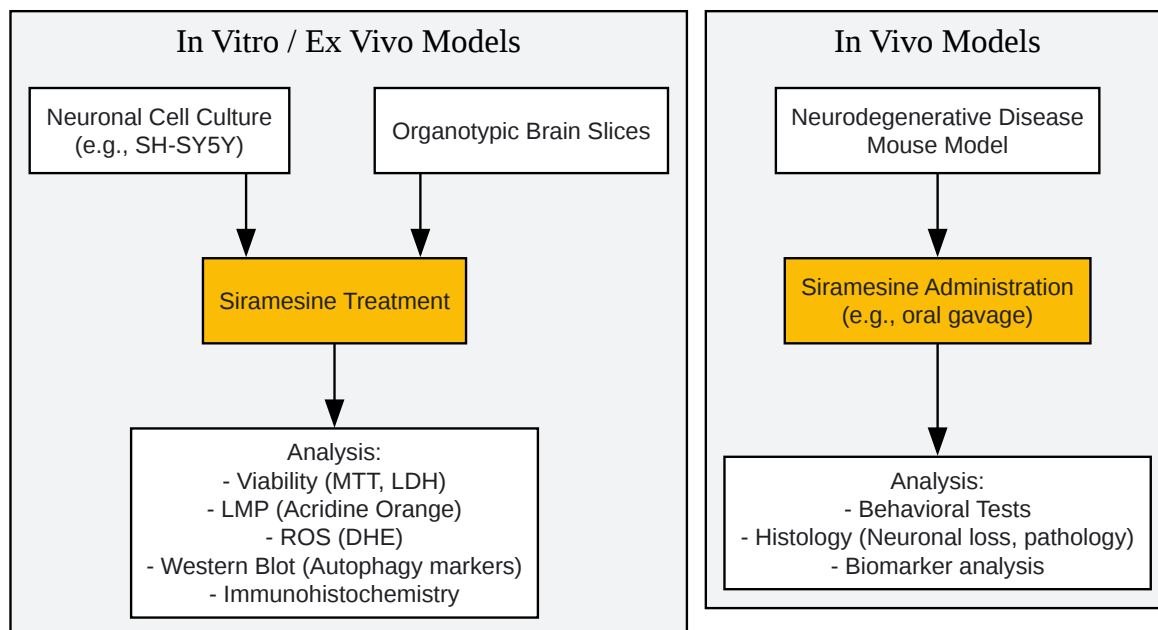 In Vitro / Ex Vivo Models
Neuronal Cell Culture
(e.g., SH-SY5Y)
Organotypic Brain Slices
Siramesine Treatment
Analysis:
- Viability (MTT, LDH)
- LMP (Acridine Orange)
- ROS (DHE)
- Western Blot (Autophagy markers)
- Immunohistochemistry
In Vivo Models
Neurodegenerative Disease
Mouse Model
Siramesine Administration
(e.g., oral gavage)
Analysis:
- Behavioral Tests
- Histology (Neuronal loss, pathology)
- Biomarker analysis